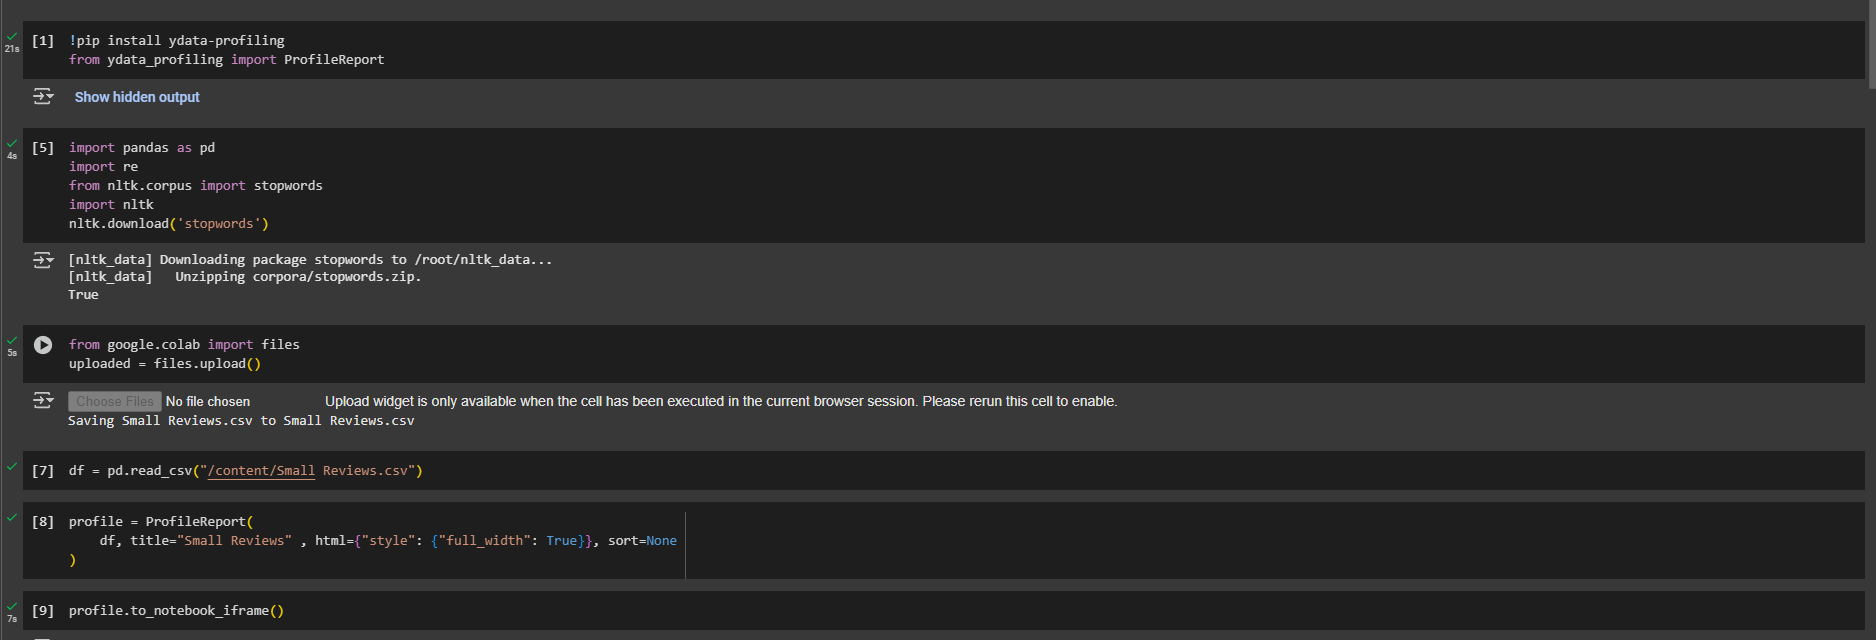 [1] !pip install ydata-profiling
21s
from ydata_profiling import ProfileReport
Show hidden output
[5] import pandas as pd
4s
import re
from nltk.corpus import stopwords
import nltk
nltk.download('stopwords')
[nltk_data] Downloading package stopwords to /root/nltk_data...
[nltk_data]   Unzipping corpora/stopwords.zip.
True
from google.colab import files
5s
uploaded = files.upload()
Choose Files No file chosen Upload widget is only available when the cell has been executed in the current browser session. Please rerun this cell to enable.
Saving Small Reviews.csv to Small Reviews.csv
[7] df = pd.read_csv("/content/Small Reviews.csv")
[8] profile = ProfileReport(
    df, title="Small Reviews" , html={"style": {"full_width": True}}, sort=None
)
[9] profile.to_notebook_iframe()
7s